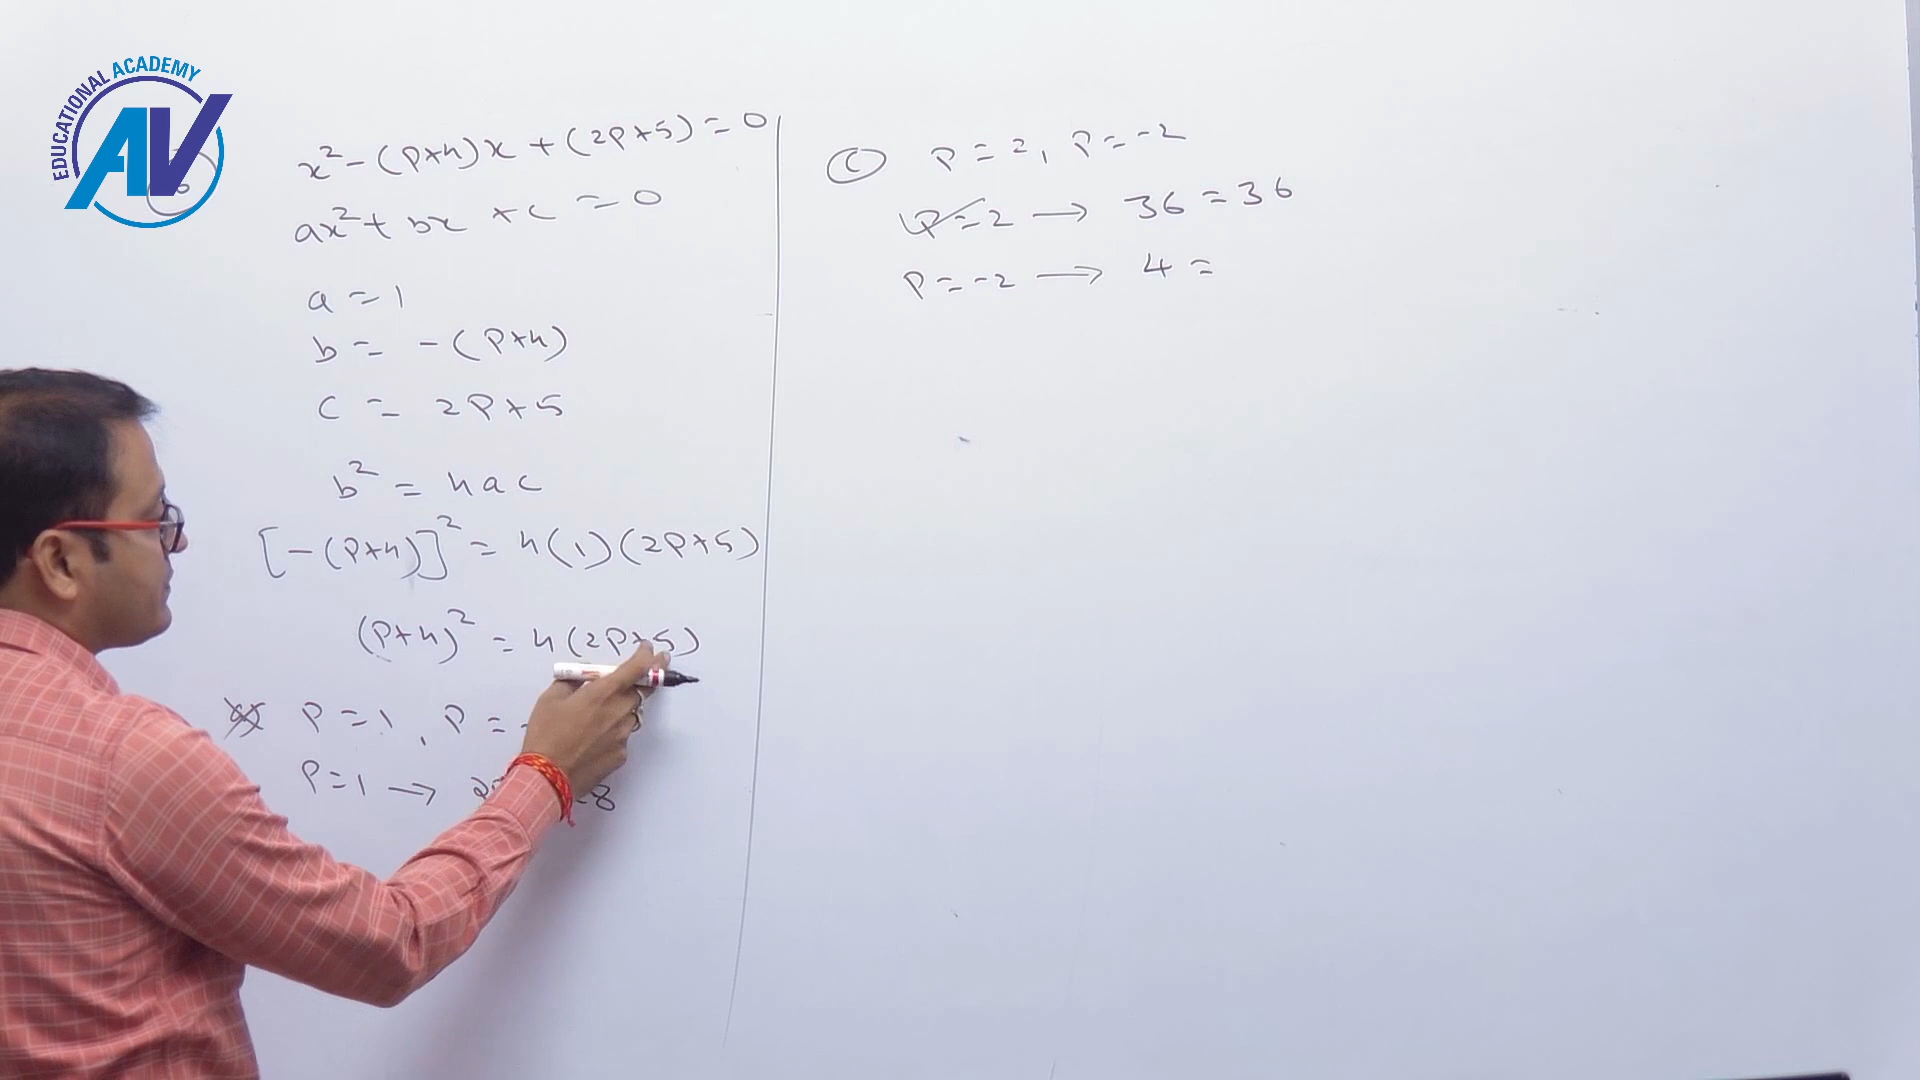 EDUCATIONAL ACADEMY
AV
x² - (P+4)x + (2P+5) = 0
ax² + bx + c = 0
a = 1
b = -(P+4)
c = 2P+5
b² = 4ac
[-(P+4)]² = 4(1)(2P+5)
(P+4)² = 4(2P+5)
P = 1, P =
P = 1 →
(C) P = 2, P = -2
P = 2 → 36 = 36
P = -2 → 4 =